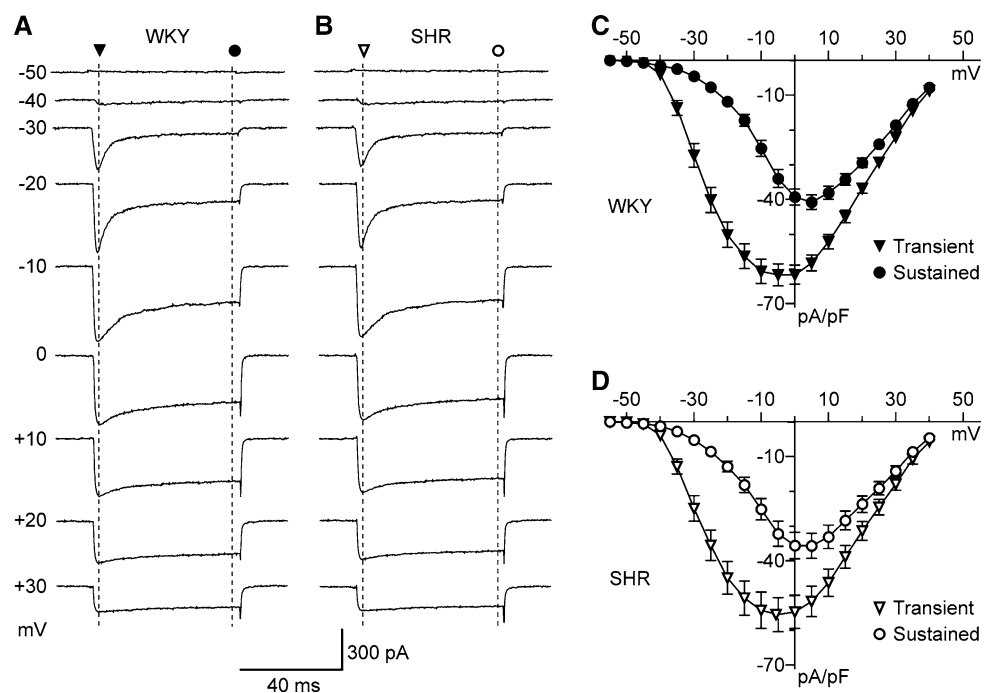 A
WKY
B
SHR
-50
-40
-30
-20
-10
0
+10
+20
+30
mV
300 pA
40 ms
C
-50 -30 -10 10 30 50
mV
-10
-40
-70
pA/pF
WKY
Transient
Sustained
D
-50 -30 -10 10 30 50
mV
-10
-40
-70
pA/pF
SHR
Transient
Sustained